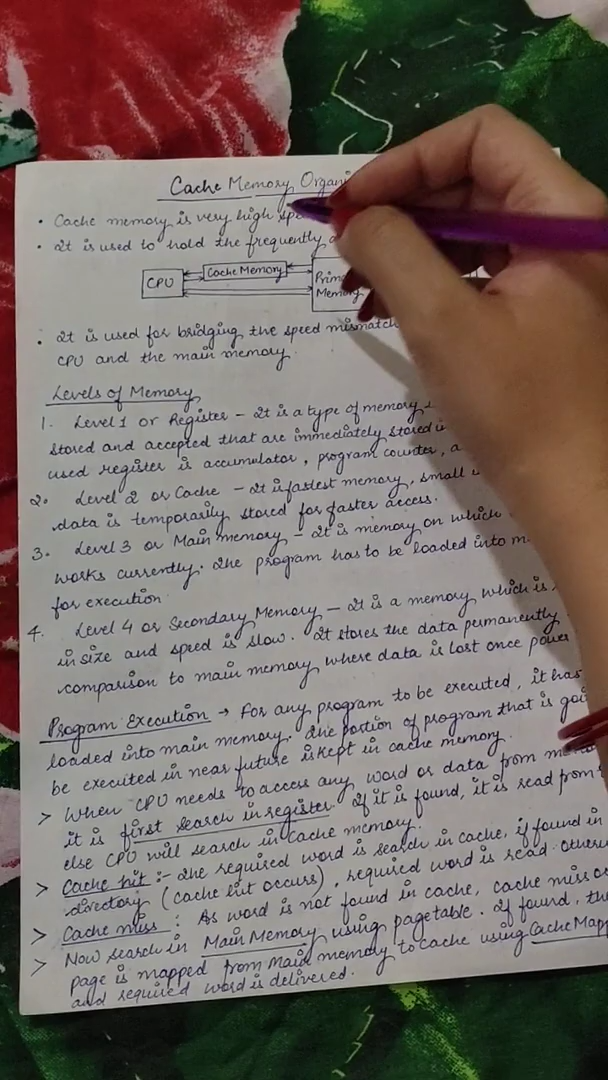 Cache Memory Organi
• Cache memory is very high spe
• It is used to hold the frequently a
CPU
Cache Memory
Prim
Memory
• It is used for bridging the speed mismatch
CPU and the main memory.
Levels of Memory
1. Level 1 or Register - It is a type of memory
stored and accepted that are immediately stored i
used register is accumulator, program counter, a
2. Level 2 or Cache - It is fastest memory, small
data is temporarily stored for faster access.
3. Level 3 or Main memory - It is memory on which
works currently. The program has to be loaded into m
for execution
4. Level 4 or Secondary Memory - It is a memory which is
in size and speed is slow. It stores the data permanently
comparison to main memory where data is lost once power
Program Execution → For any program to be executed, it has
loaded into main memory. The portion of program that is goi
be executed in near future is kept in cache memory.
> When CPU needs to access any word or data from
it is first search in register. If it is found, it is read from
else CPU will search in cache memory.
> Cache hit :- The required word is search in cache, if found in
directory (cache hit occurs), required word is read otherw
> Cache miss : As word is not found in cache, cache miss oc
> Now search in Main Memory using page table. If found, the
page is mapped from main memory to cache using Cache Mapp
and required word is delivered.